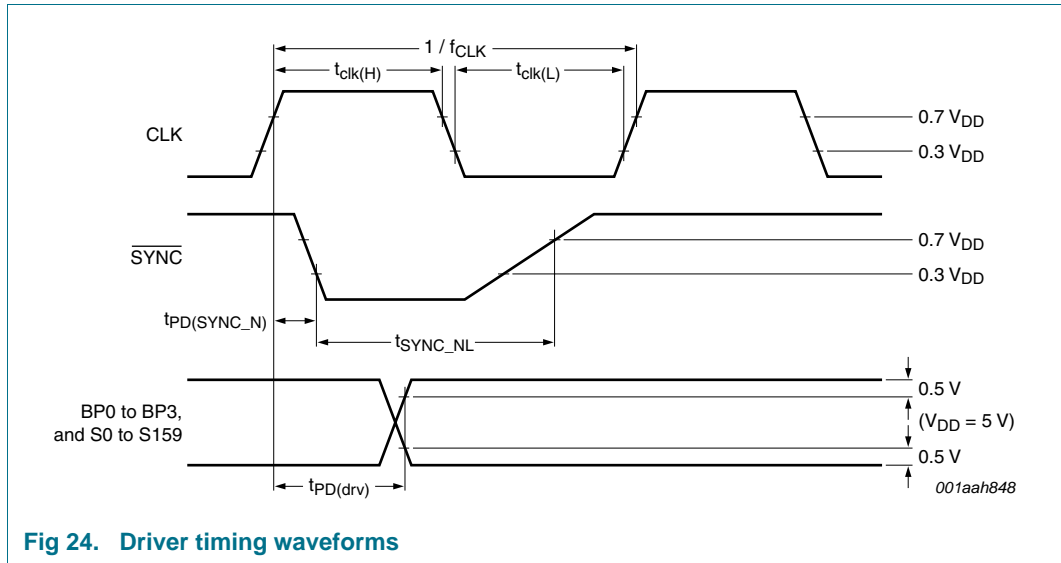 1 / fCLK
tclk(H)
tclk(L)
CLK
0.7 VDD
0.3 VDD
SYNC
0.7 VDD
0.3 VDD
tPD(SYNC_N)
tSYNC_NL
BP0 to BP3,
and S0 to S159
0.5 V
(VDD = 5 V)
0.5 V
tPD(drv)
001aah848
Fig 24. Driver timing waveforms